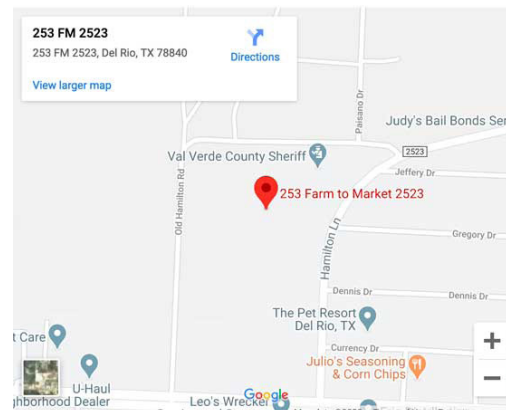 253 FM 2523
253 FM 2523, Del Rio, TX 78840
Directions
View larger map
Paisano Dr
Judy's Bail Bonds Ser
Val Verde County Sheriff
2523
Jeffery Dr
Old Hamilton Rd
253 Farm to Market 2523
Gregory Dr
Hamilton Ln
Dennis Dr
Dennis Dr
The Pet Resort
Del Rio, TX
t Care
Currency Dr
Julio's Seasoning
& Corn Chips
U-Haul
ghborhood Dealer
Leo's Wrecker
Google